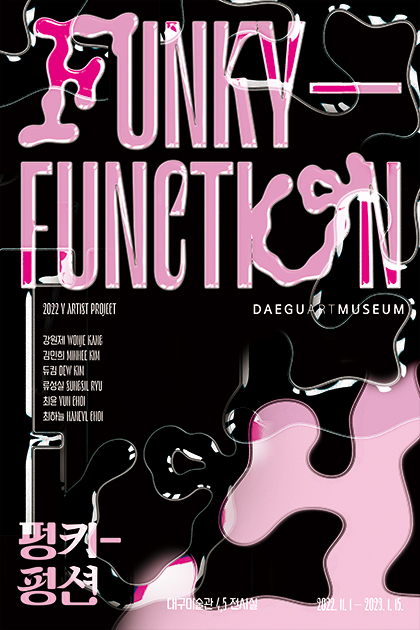 FUNKY—
FUNCTION
2022 Y ARTIST PROJECT
DAEGUARTMUSEUM
강원제 WONJE KANG
김민희 MINHEE KIM
듀킴 DEW KIM
류성실 SUNGSIL RYU
최윤 YUN CHOI
최하늘 HANEYL CHOI
펑키-
펑션
대구미술관 4,5 전시실
2022. 11. 1 — 2023. 1. 15.